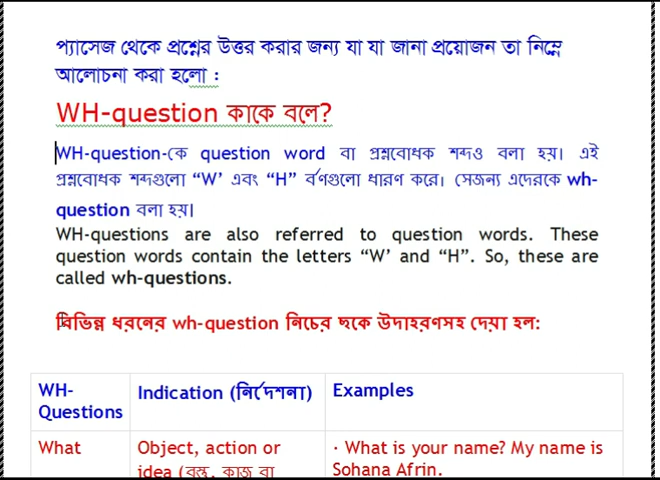 প্যাসেজ থেকে প্রশ্নের উত্তর করার জন্য যা যা জানা প্রয়োজন তা নিম্নে
আলোচনা করা হলো :
WH-question কাকে বলে?
WH-question-কে question word বা প্রশ্নবোধক শব্দও বলা হয়। এই
প্রশ্নবোধক শব্দগুলো “W’ এবং “H” র্বণগুলো ধারণ করে। সেজন্য এদেরকে wh-
question বলা হয়।
WH-questions are also referred to question words. These
question words contain the letters “W’ and “H”. So, these are
called wh-questions.
বিভিন্ন ধরনের wh-question নিচের ছকে উদাহরণসহ দেয়া হল:
WH-
Questions
Indication (নির্দেশনা)
Examples
What
Object, action or
idea (বস্তু, কাজ বা
· What is your name? My name is
Sohana Afrin.